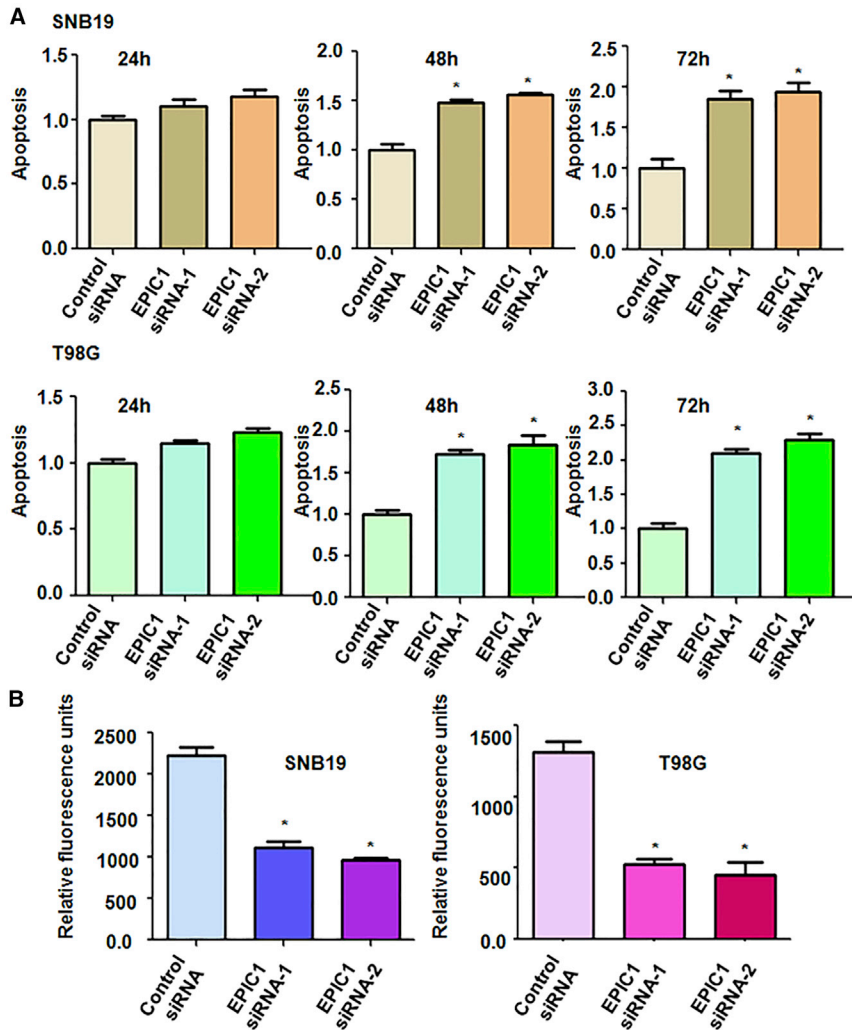 A
SNB19
24h
Apoptosis
1.5
1.0
0.5
0.0
Control
siRNA
EPIC1
siRNA-1
EPIC1
siRNA-2
48h
*
*
Apoptosis
2.0
1.5
1.0
0.5
0.0
Control
siRNA
EPIC1
siRNA-1
EPIC1
siRNA-2
72h
*
*
Apoptosis
2.5
2.0
1.5
1.0
0.5
0.0
Control
siRNA
EPIC1
siRNA-1
EPIC1
siRNA-2
T98G
24h
Apoptosis
1.5
1.0
0.5
0.0
Control
siRNA
EPIC1
siRNA-1
EPIC1
siRNA-2
48h
*
*
Apoptosis
2.5
2.0
1.5
1.0
0.5
0.0
Control
siRNA
EPIC1
siRNA-1
EPIC1
siRNA-2
72h
*
*
Apoptosis
3.0
2.5
2.0
1.5
1.0
0.5
0.0
Control
siRNA
EPIC1
siRNA-1
EPIC1
siRNA-2
B
SNB19
*
*
Relative fluorescence units
2500
2000
1500
1000
500
0.0
Control
siRNA
EPIC1
siRNA-1
EPIC1
siRNA-2
T98G
*
*
Relative fluorescence units
1500
1000
500
0.0
Control
siRNA
EPIC1
siRNA-1
EPIC1
siRNA-2